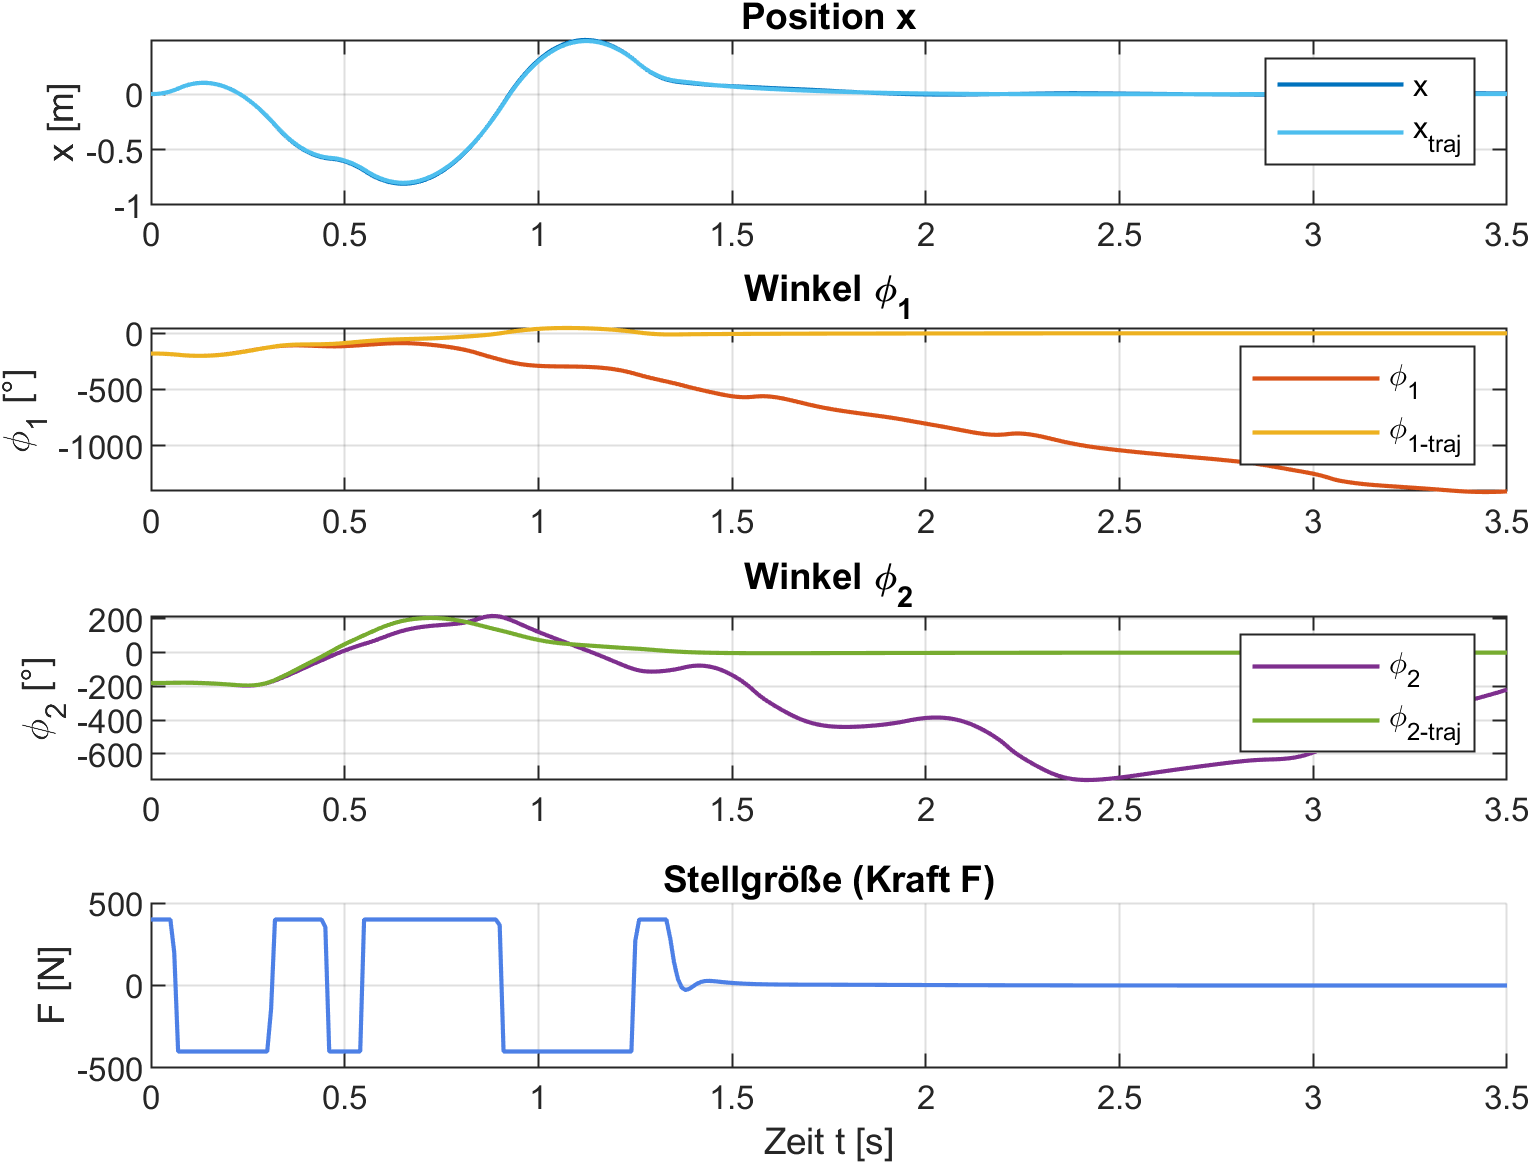 Position x
x [m]
0
-0.5
-1
0 0.5 1 1.5 2 2.5 3 3.5
x
x_traj
Winkel ϕ_1
ϕ_1 [°]
0
-500
-1000
0 0.5 1 1.5 2 2.5 3 3.5
ϕ_1
ϕ_1-traj
Winkel ϕ_2
ϕ_2 [°]
200
0
-200
-400
-600
0 0.5 1 1.5 2 2.5 3 3.5
ϕ_2
ϕ_2-traj
Stellgröße (Kraft F)
F [N]
500
0
-500
0 0.5 1 1.5 2 2.5 3 3.5
Zeit t [s]